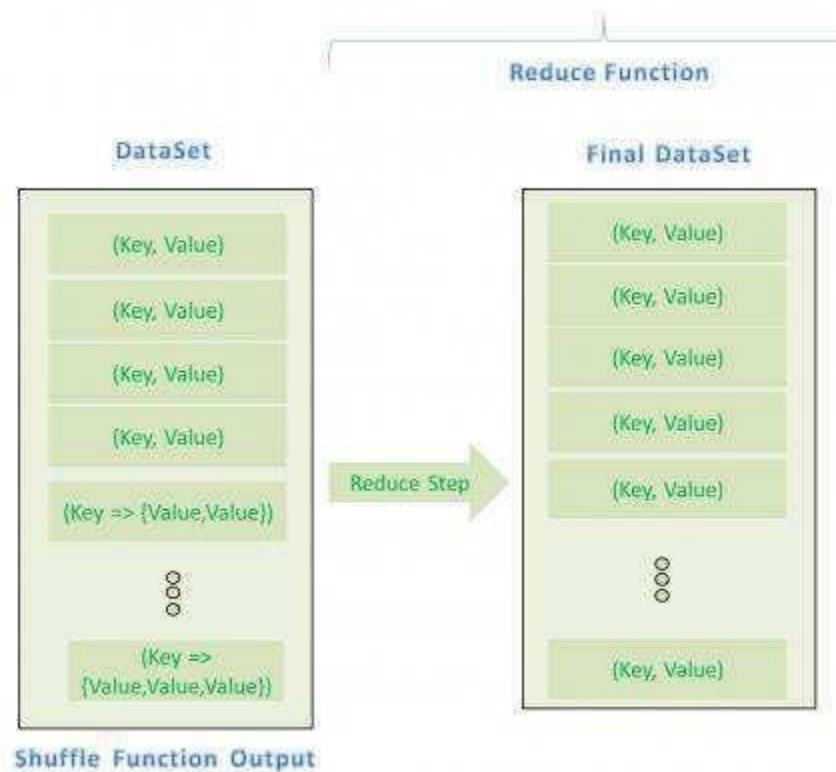 Reduce Function
DataSet
(Key, Value)
(Key, Value)
(Key, Value)
(Key, Value)
(Key => {Value,Value})
(Key =>
{Value,Value,Value})
Shuffle Function Output
Reduce Step
Final DataSet
(Key, Value)
(Key, Value)
(Key, Value)
(Key, Value)
(Key, Value)
(Key, Value)